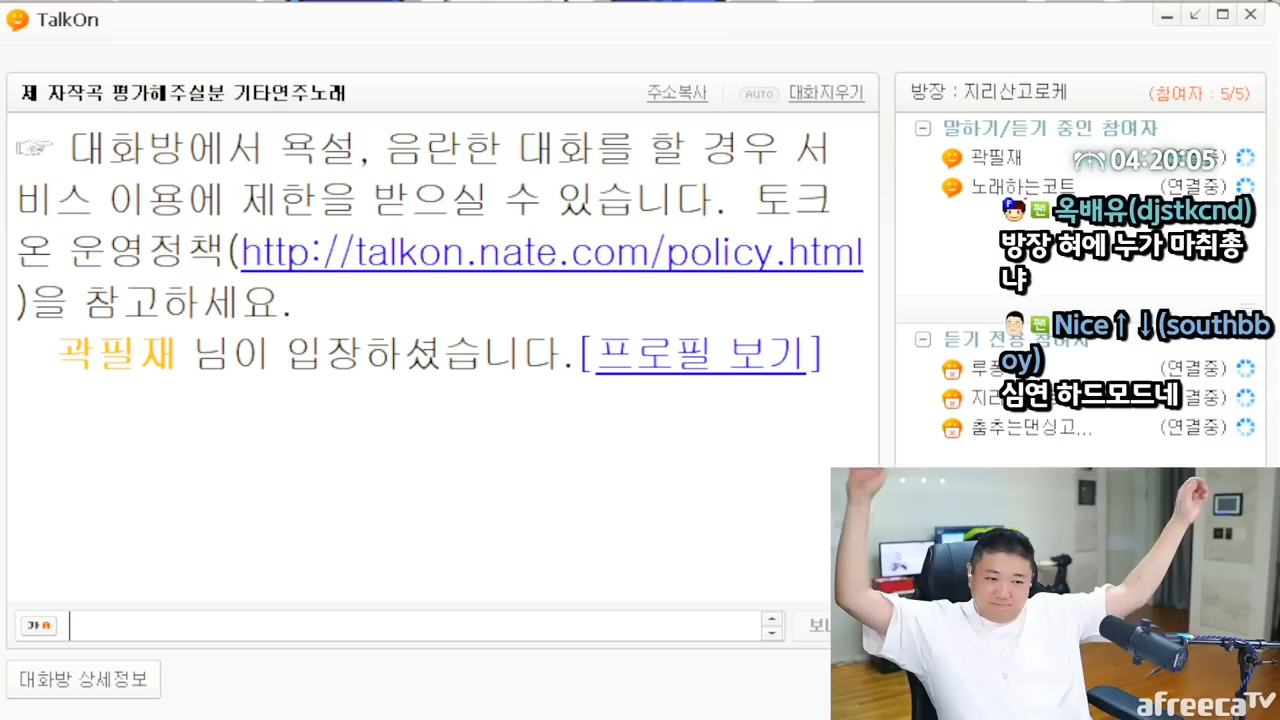 TalkOn
제 자작곡 평가해주실분 기타연주노래
주소복사
AUTO
대화지우기
☞ 대화방에서 욕설, 음란한 대화를 할 경우 서
비스 이용에 제한을 받으실 수 있습니다. 토크
온 운영정책(http://talkon.nate.com/policy.html
)을 참고하세요.
곽필재 님이 입장하셨습니다.[프로필 보기]
가A
대화방 상세정보
방장 : 지리산고로케
(참여자 : 5/5)
말하기/듣기 중인 참여자
곽필재
04:20:05
노래하는코트
(연결중)
옥배유(djstkcnd)
방장 혀에 누가 마취총
냐
Nice↑↓(southbb
oy)
심연 하드모드네
듣기 전용
(연결중)
춤추는댄싱고...
(연결중)
afreecaTV